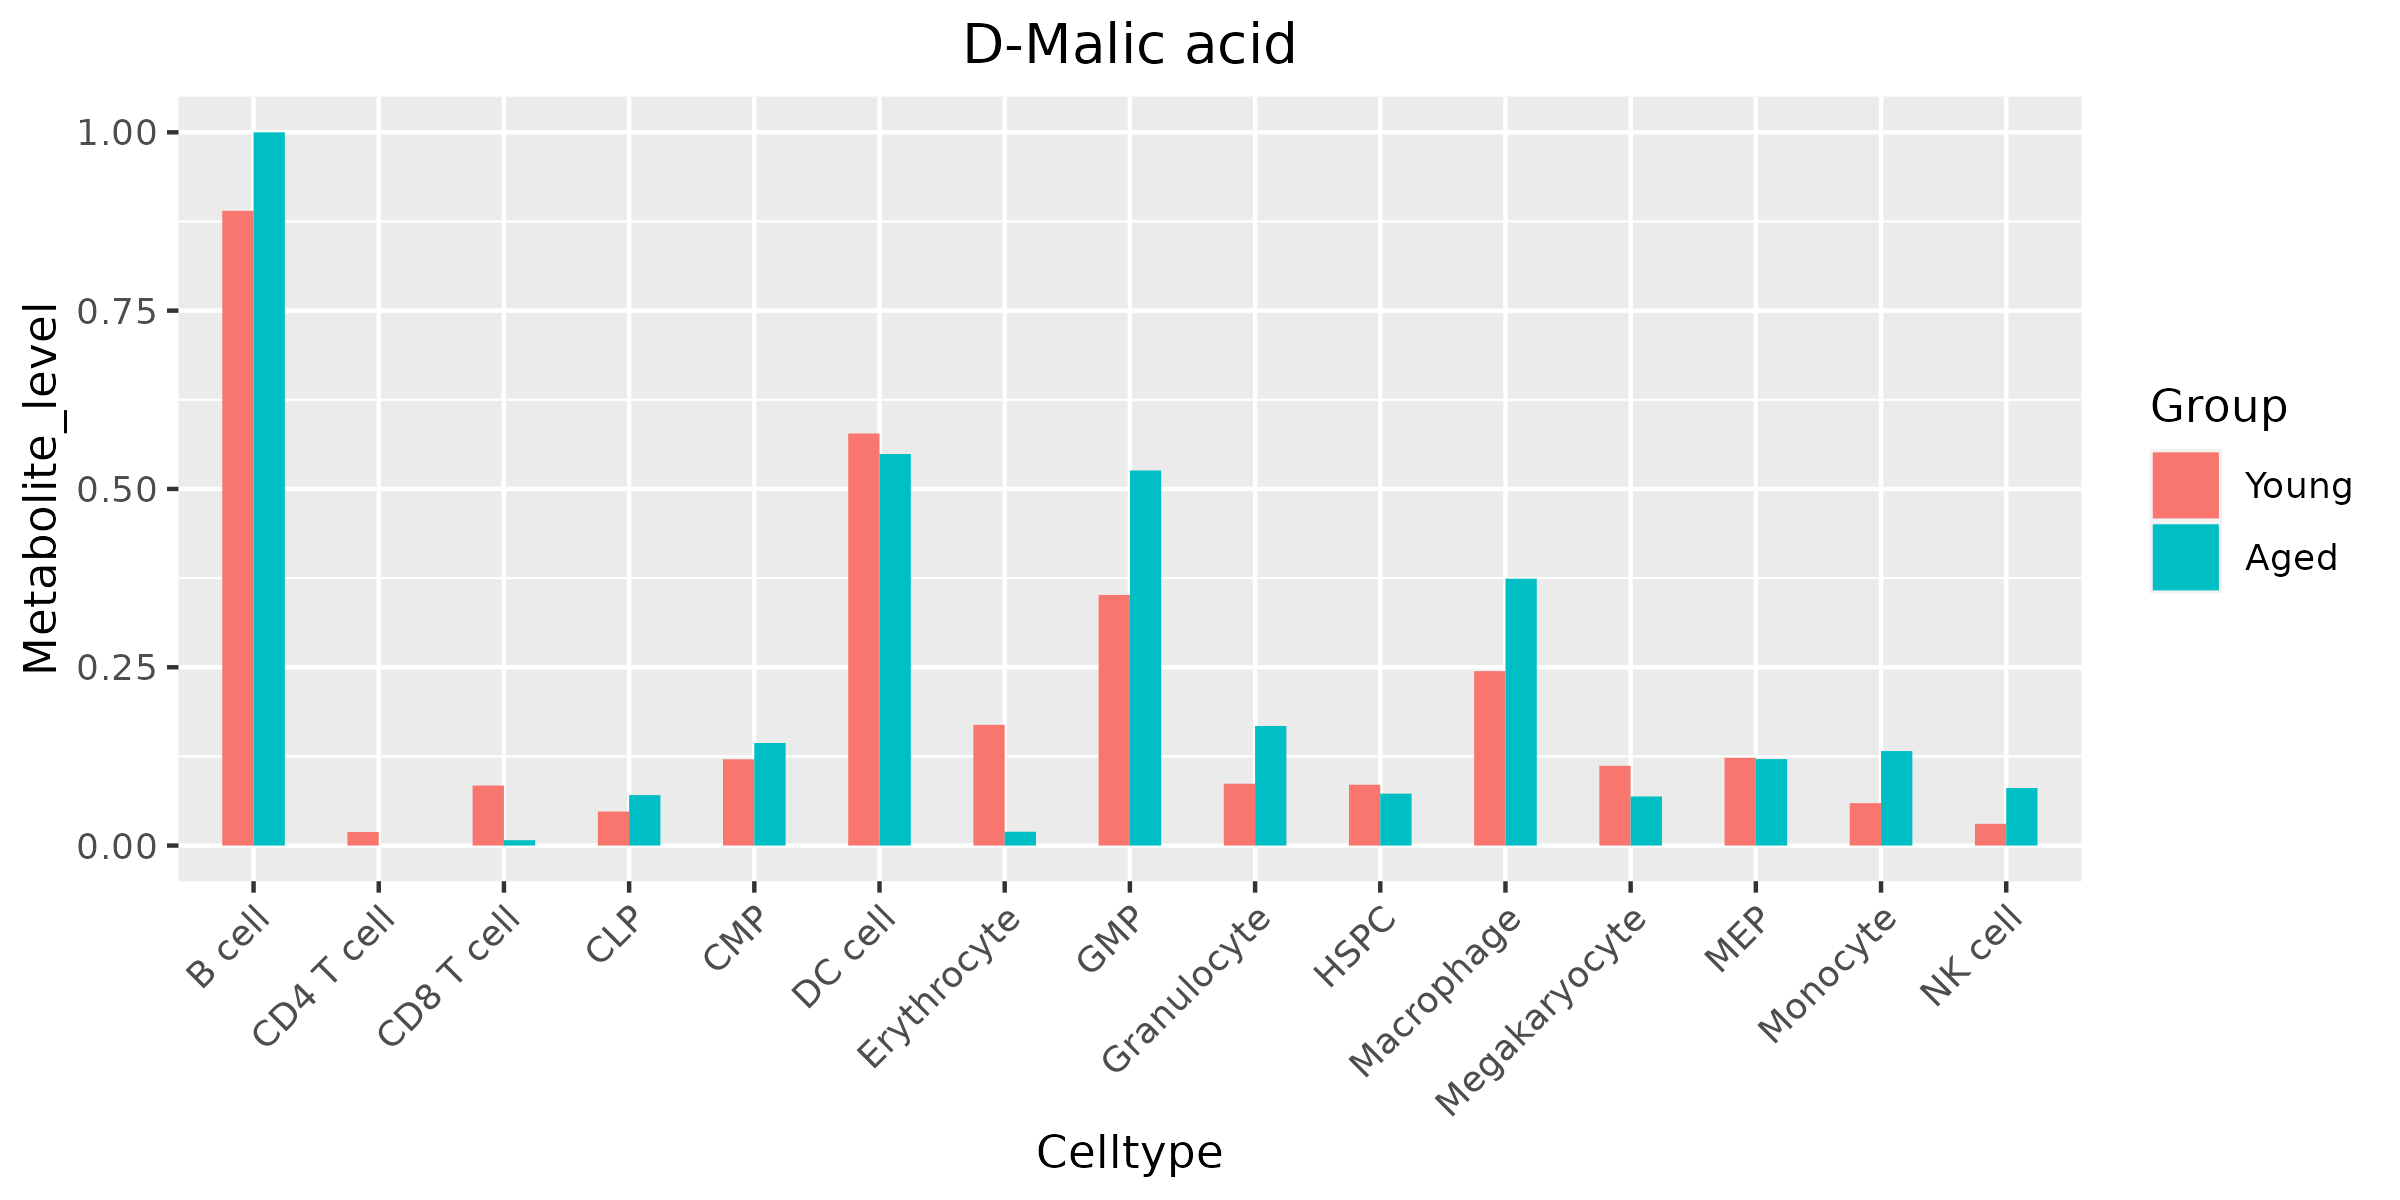 D-Malic acid
Metabolite_level
1.00
0.75
0.50
0.25
0.00
B cell
CD4 T cell
CD8 T cell
CLP
CMP
DC cell
Erythrocyte
GMP
Granulocyte
HSPC
Macrophage
Megakaryocyte
MEP
Monocyte
NK cell
Celltype
Group
Young
Aged